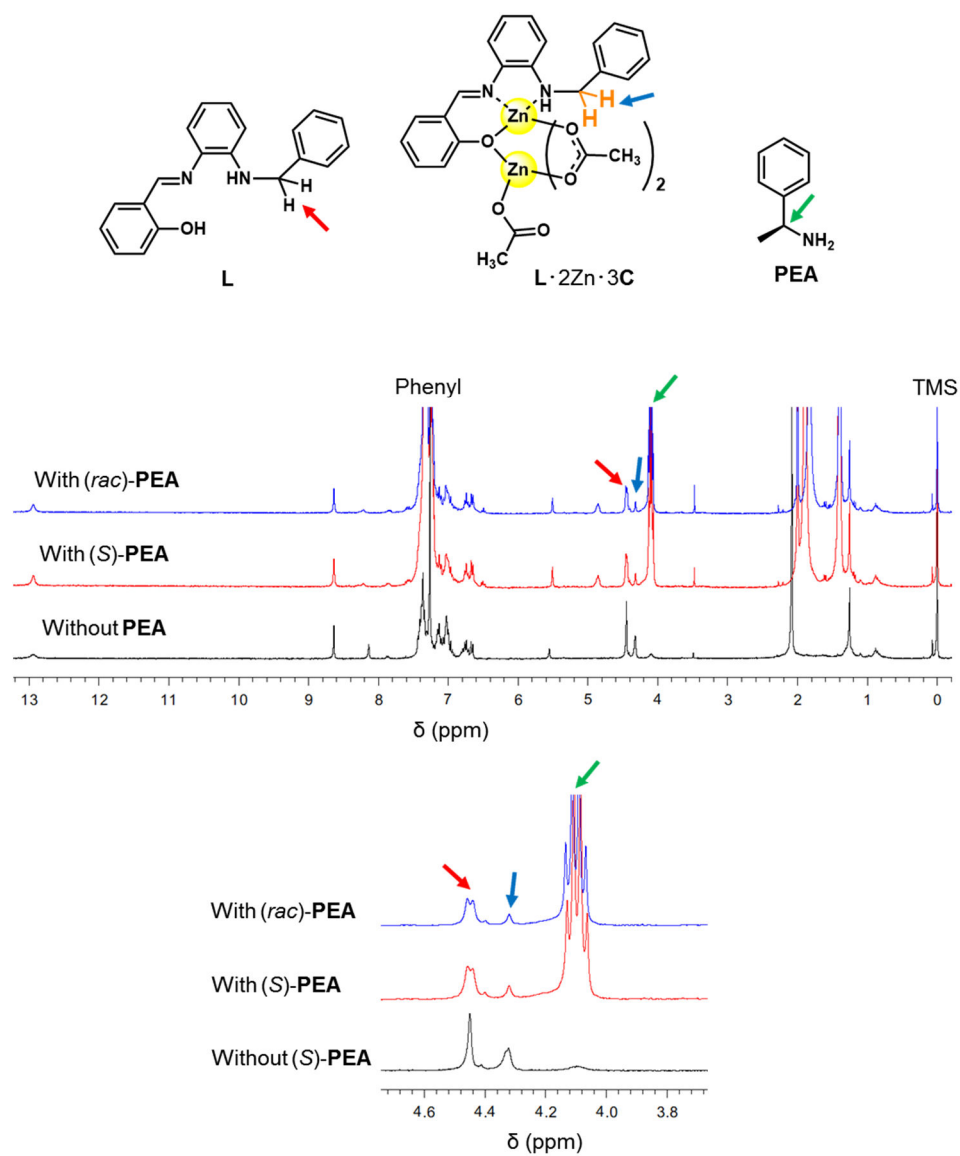 N
HN
H
H
OH
L
N
N
H
H
H
Zn
O
O
CH3
O
Zn
2
O
O
H3C
L·2Zn·3C
NH2
PEA
Phenyl
TMS
With (rac)-PEA
With (S)-PEA
Without PEA
13 12 11 10 9 8 7 6 5 4 3 2 1 0
δ (ppm)
With (rac)-PEA
With (S)-PEA
Without (S)-PEA
4.6 4.4 4.2 4.0 3.8
δ (ppm)